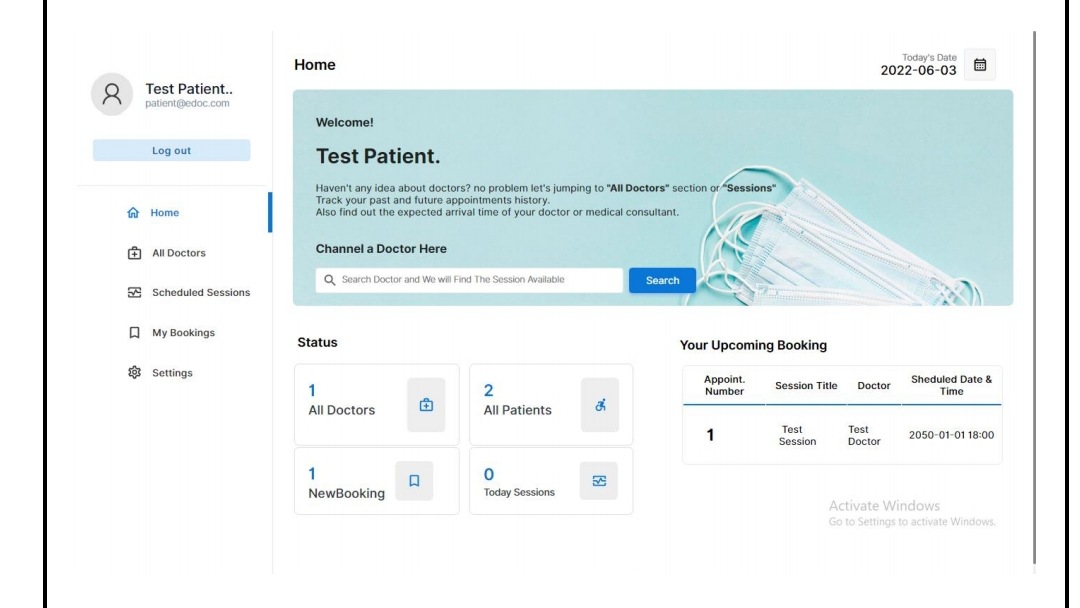 Test Patient..
patient@edoc.com
Log out
Home
All Doctors
Scheduled Sessions
My Bookings
Settings
Home
Today's Date
2022-06-03
Welcome!
Test Patient.
Haven't any idea about doctors? no problem let's jumping to "All Doctors" section or "Sessions"
Track your past and future appointments history.
Also find out the expected arrival time of your doctor or medical consultant.
Channel a Doctor Here
Search Doctor and We will Find The Session Available
Search
Status
1
All Doctors
2
All Patients
1
NewBooking
0
Today Sessions
Your Upcoming Booking
Appoint. Number Session Title Doctor Sheduled Date & Time
1 Test Session Test Doctor 2050-01-01 18:00
Activate Windows
Go to Settings to activate Windows.